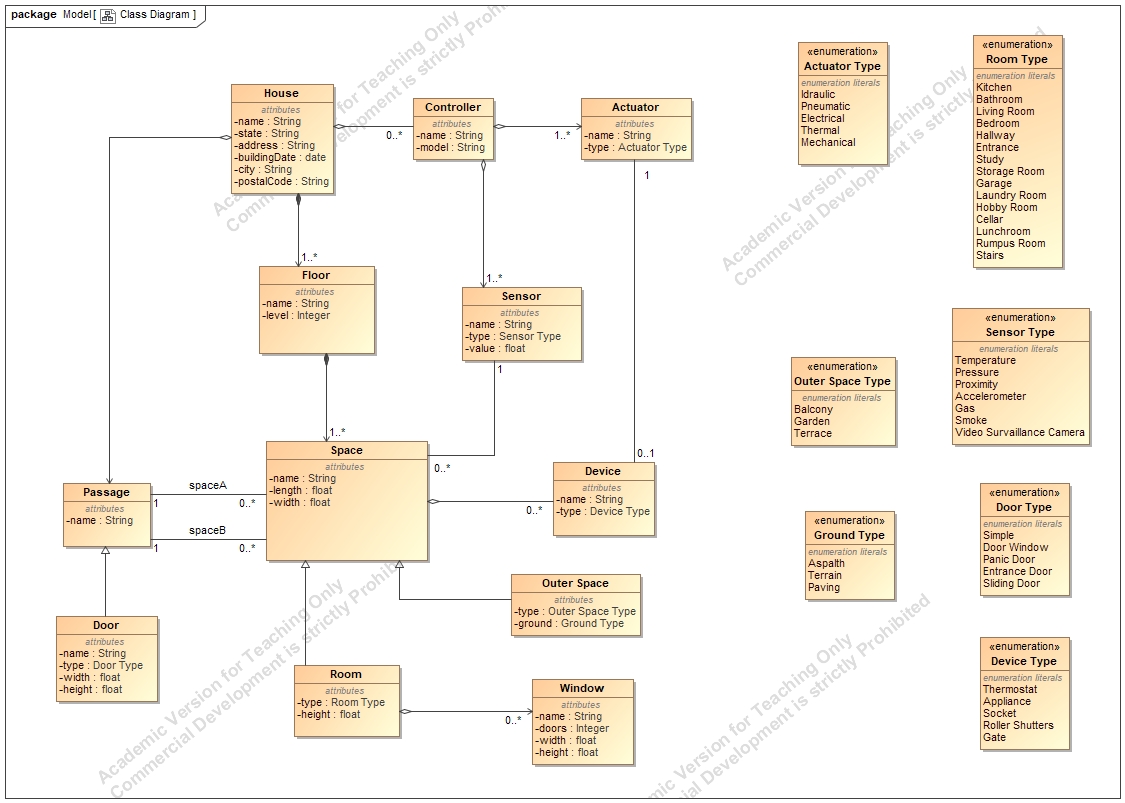 package Model[ Class Diagram ]
House
attributes
-name : String
-state : String
-address : String
-buildingDate : date
-city : String
-postalCode : String
0..*
Controller
attributes
-name : String
-model : String
1..*
Actuator
attributes
-name : String
-type : Actuator Type
1
1..*
Floor
attributes
-name : String
-level : Integer
1..*
Sensor
attributes
-name : String
-type : Sensor Type
-value : float
1
1..*
Space
attributes
-name : String
-length : float
-width : float
0..*
0..1
Device
attributes
-name : String
-type : Device Type
0..*
Passage
attributes
-name : String
spaceA
1
0..*
spaceB
1
0..*
Outer Space
attributes
-type : Outer Space Type
-ground : Ground Type
Door
attributes
-name : String
-type : Door Type
-width : float
-height : float
Room
attributes
-type : Room Type
-height : float
0..*
Window
attributes
-name : String
-doors : Integer
-width : float
-height : float
«enumeration»
Actuator Type
enumeration literals
Idraulic
Pneumatic
Electrical
Thermal
Mechanical
«enumeration»
Room Type
enumeration literals
Kitchen
Bathroom
Living Room
Bedroom
Hallway
Entrance
Study
Storage Room
Garage
Laundry Room
Hobby Room
Cellar
Lunchroom
Rumpus Room
Stairs
«enumeration»
Outer Space Type
enumeration literals
Balcony
Garden
Terrace
«enumeration»
Sensor Type
enumeration literals
Temperature
Pressure
Proximity
Accelerometer
Gas
Smoke
Video Survaillance Camera
«enumeration»
Ground Type
enumeration literals
Aspalth
Terrain
Paving
«enumeration»
Door Type
enumeration literals
Simple
Door Window
Panic Door
Entrance Door
Sliding Door
«enumeration»
Device Type
enumeration literals
Thermostat
Appliance
Socket
Roller Shutters
Gate
Academic Version for Teaching Only
Commercial Development is strictly Prohibited